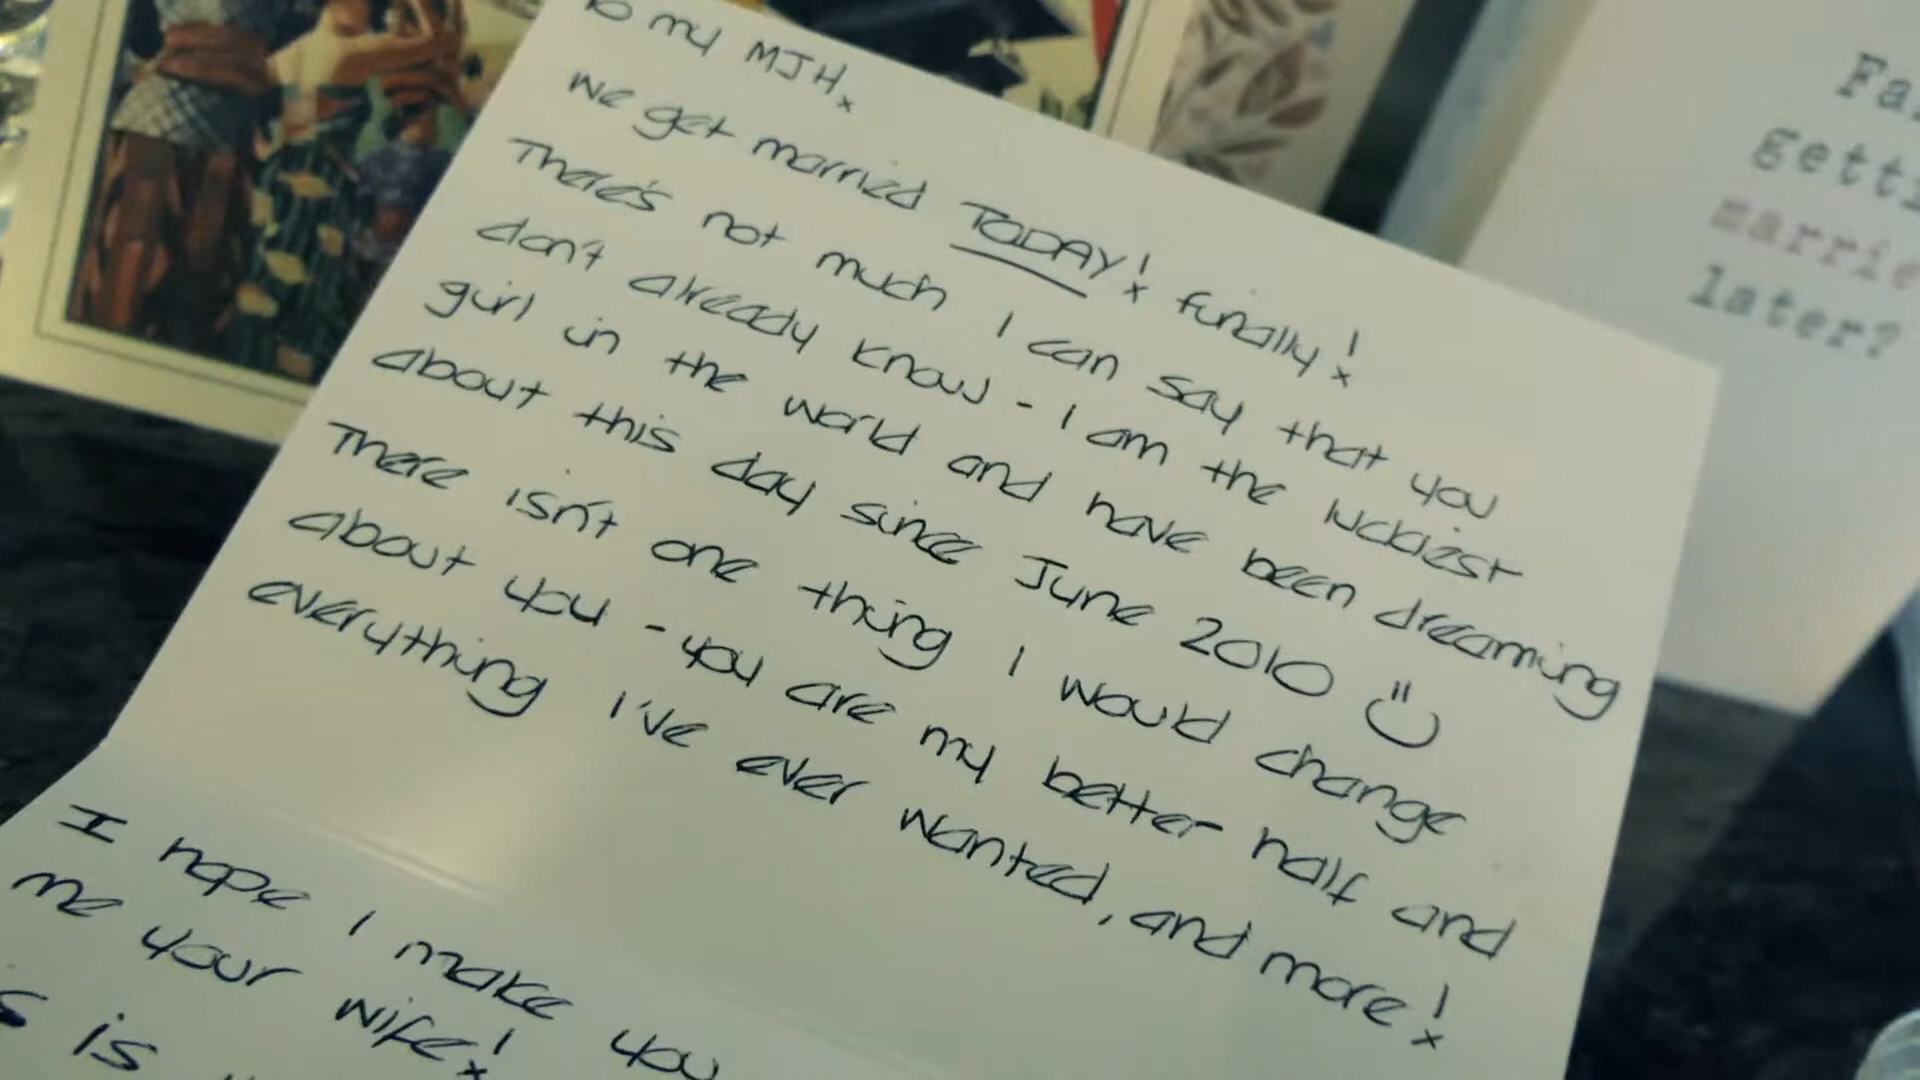 to my MJH x
We get married TODAY! x finally! x
There's not much I can say that you
don't already know - I am the luckiest
girl in the world and have been dreaming
about this day since June 2010 :)
There isn't one thing I would change
about you - you are my better half and
everything I've ever wanted, and more! x
I hope I make you
me your wife! x
is
later?